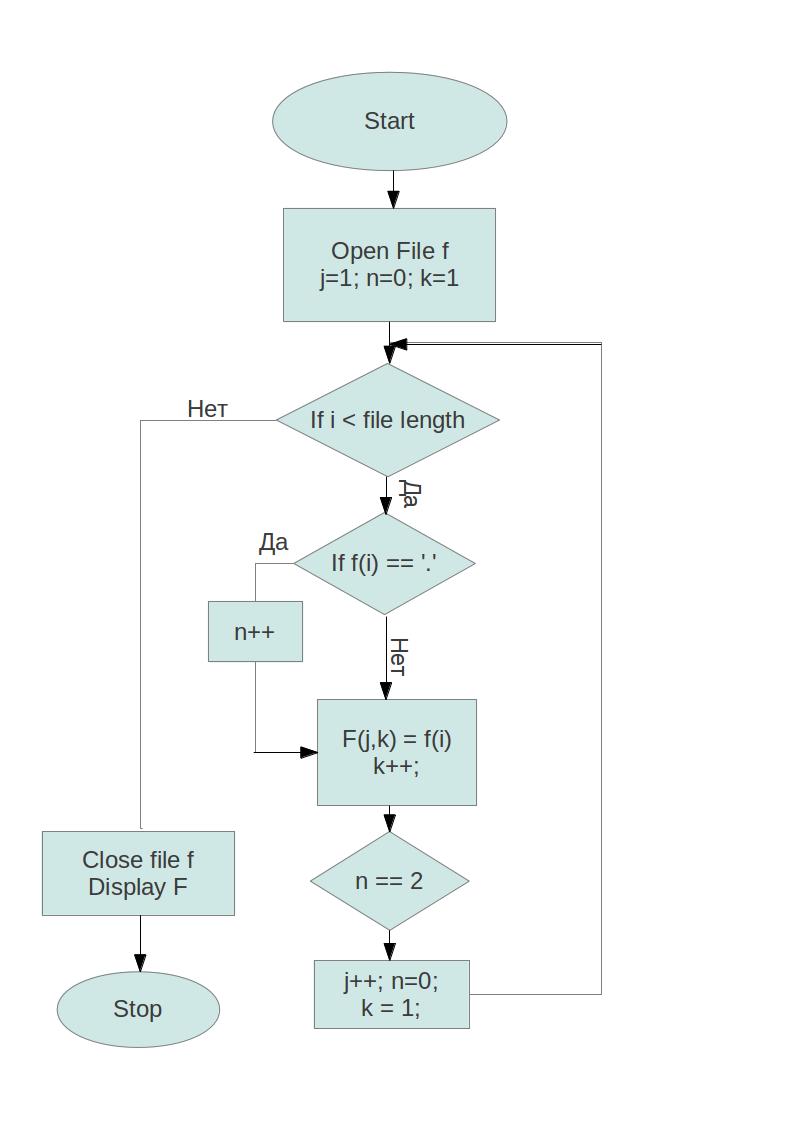 Start
Open File f
j=1; n=0; k=1
If i < file length
Нет
Да
If f(i) == '.'
Да
n++
Нет
F(j,k) = f(i)
k++;
n == 2
j++; n=0;
k = 1;
Close file f
Display F
Stop